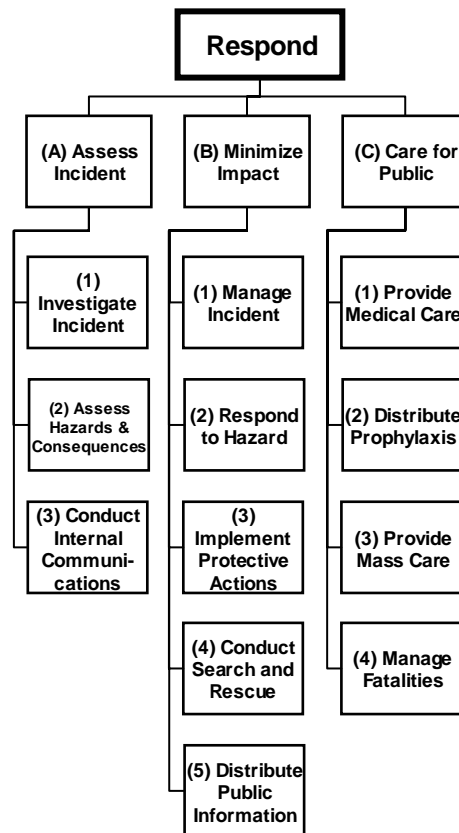 Respond
(A) Assess
Incident
(1)
Investigate
Incident
(2) Assess
Hazards &
Consequences
(3) Conduct
Internal
Communi-
cations
(B) Minimize
Impact
(1) Manage
Incident
(2) Respond
to Hazard
(3)
Implement
Protective
Actions
(4) Conduct
Search and
Rescue
(5) Distribute
Public
Information
(C) Care for
Public
(1) Provide
Medical Care
(2) Distribute
Prophylaxis
(3) Provide
Mass Care
(4) Manage
Fatalities